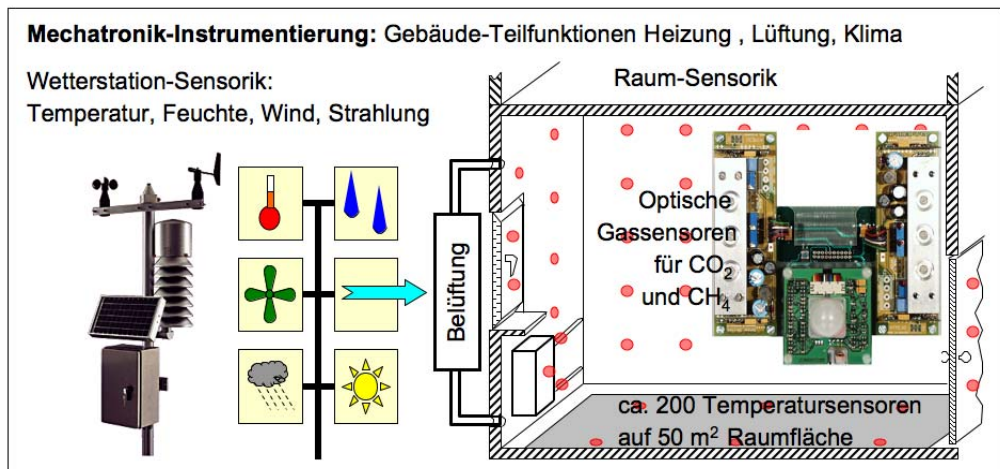 Mechatronik-Instrumentierung: Gebäude-Teilfunktionen Heizung , Lüftung, Klima
Wetterstation-Sensorik:
Temperatur, Feuchte, Wind, Strahlung
Raum-Sensorik
Optische
Gassensoren
für CO₂
und CH₄
Belüftung
ca. 200 Temperatursensoren
auf 50 m² Raumfläche